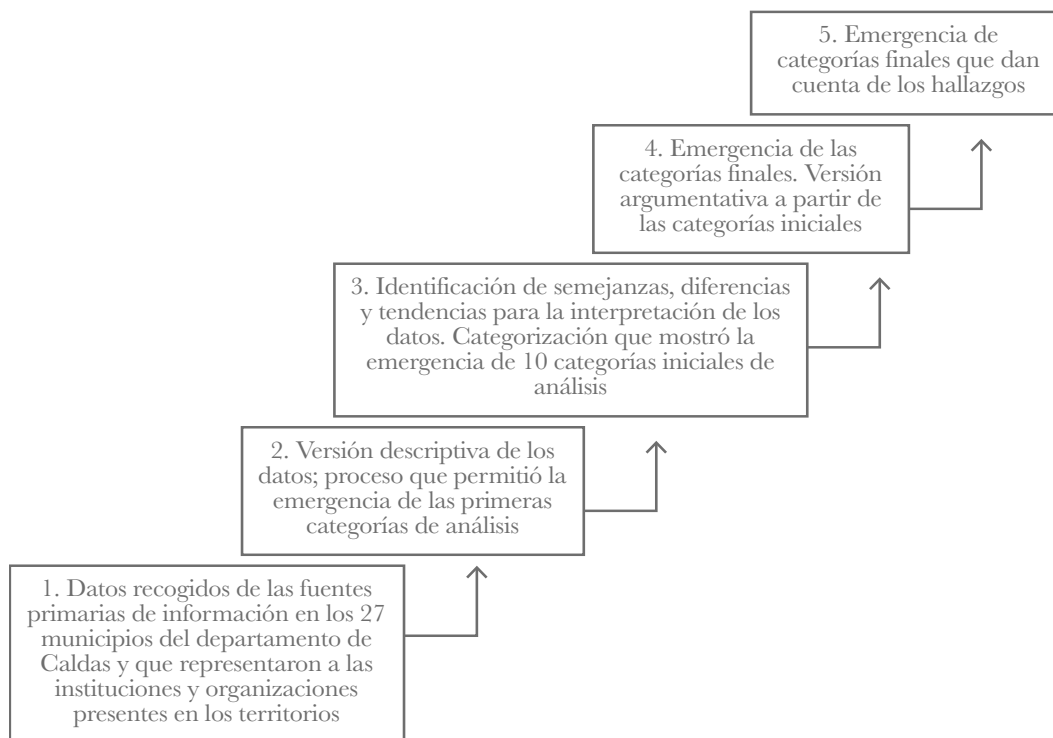 5. Emergencia de
categorías finales que dan
cuenta de los hallazgos
4. Emergencia de las
categorías finales. Versión
argumentativa a partir de
las categorías iniciales
3. Identificación de semejanzas, diferencias
y tendencias para la interpretación de los
datos. Categorización que mostró la
emergencia de 10 categorías iniciales de
análisis
2. Versión descriptiva de los
datos; proceso que permitió la
emergencia de las primeras
categorías de análisis
1. Datos recogidos de las fuentes
primarias de información en los 27
municipios del departamento de
Caldas y que representaron a las
instituciones y organizaciones
presentes en los territorios